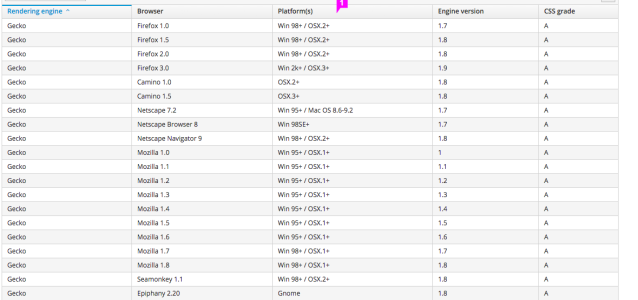 1
Rendering engine Browser Platform(s) Engine version CSS grade
Gecko Firefox 1.0 Win 98+ / OSX.2+ 1.7 A
Gecko Firefox 1.5 Win 98+ / OSX.2+ 1.8 A
Gecko Firefox 2.0 Win 98+ / OSX.2+ 1.8 A
Gecko Firefox 3.0 Win 2k+ / OSX.3+ 1.9 A
Gecko Camino 1.0 OSX.2+ 1.8 A
Gecko Camino 1.5 OSX.3+ 1.8 A
Gecko Netscape 7.2 Win 95+ / Mac OS 8.6-9.2 1.7 A
Gecko Netscape Browser 8 Win 98SE+ 1.7 A
Gecko Netscape Navigator 9 Win 98+ / OSX.2+ 1.8 A
Gecko Mozilla 1.0 Win 95+ / OSX.1+ 1 A
Gecko Mozilla 1.1 Win 95+ / OSX.1+ 1.1 A
Gecko Mozilla 1.2 Win 95+ / OSX.1+ 1.2 A
Gecko Mozilla 1.3 Win 95+ / OSX.1+ 1.3 A
Gecko Mozilla 1.4 Win 95+ / OSX.1+ 1.4 A
Gecko Mozilla 1.5 Win 95+ / OSX.1+ 1.5 A
Gecko Mozilla 1.6 Win 95+ / OSX.1+ 1.6 A
Gecko Mozilla 1.7 Win 98+ / OSX.1+ 1.7 A
Gecko Mozilla 1.8 Win 98+ / OSX.1+ 1.8 A
Gecko Seamonkey 1.1 Win 98+ / OSX.2+ 1.8 A
Gecko Epiphany 2.20 Gnome 1.8 A